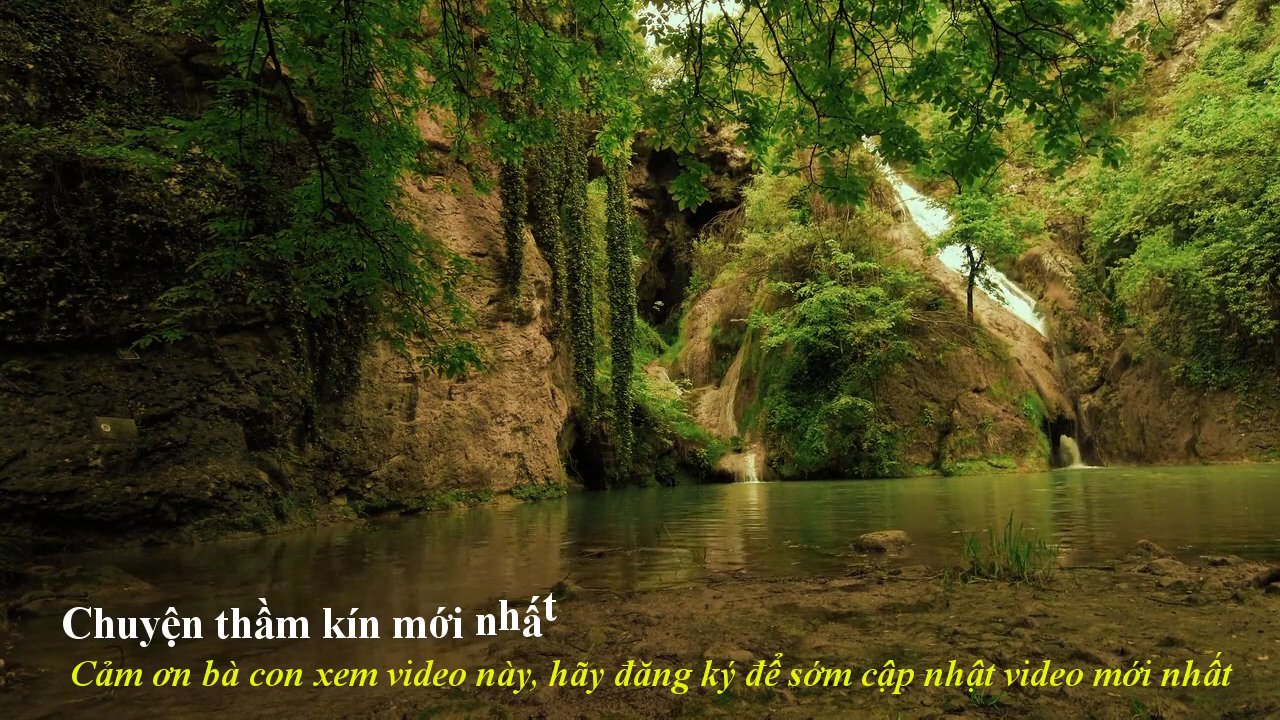 Chuyện thầm kín mới nhất
Cảm ơn bà con xem video này, hãy đăng ký để sớm cập nhật video mới nhất